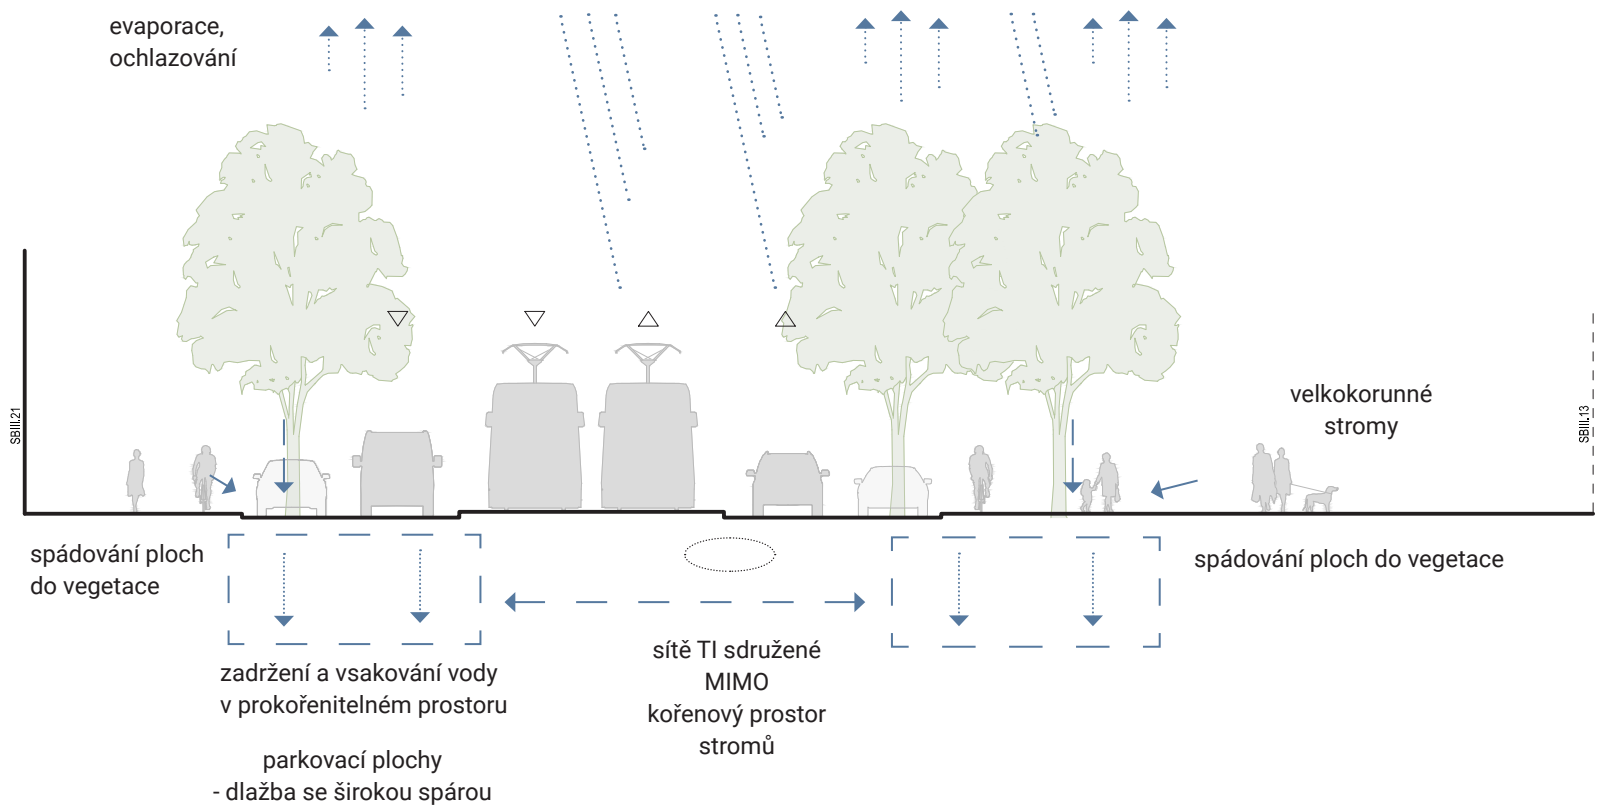 evaporace,
ochlazování
velkokorunné
stromy
SBIII.21
SBIII.13
spádování ploch
do vegetace
spádování ploch do vegetace
zadržení a vsakování vody
v prokořenitelném prostoru
sítě TI sdružené
MIMO
kořenový prostor
stromů
parkovací plochy
- dlažba se širokou spárou